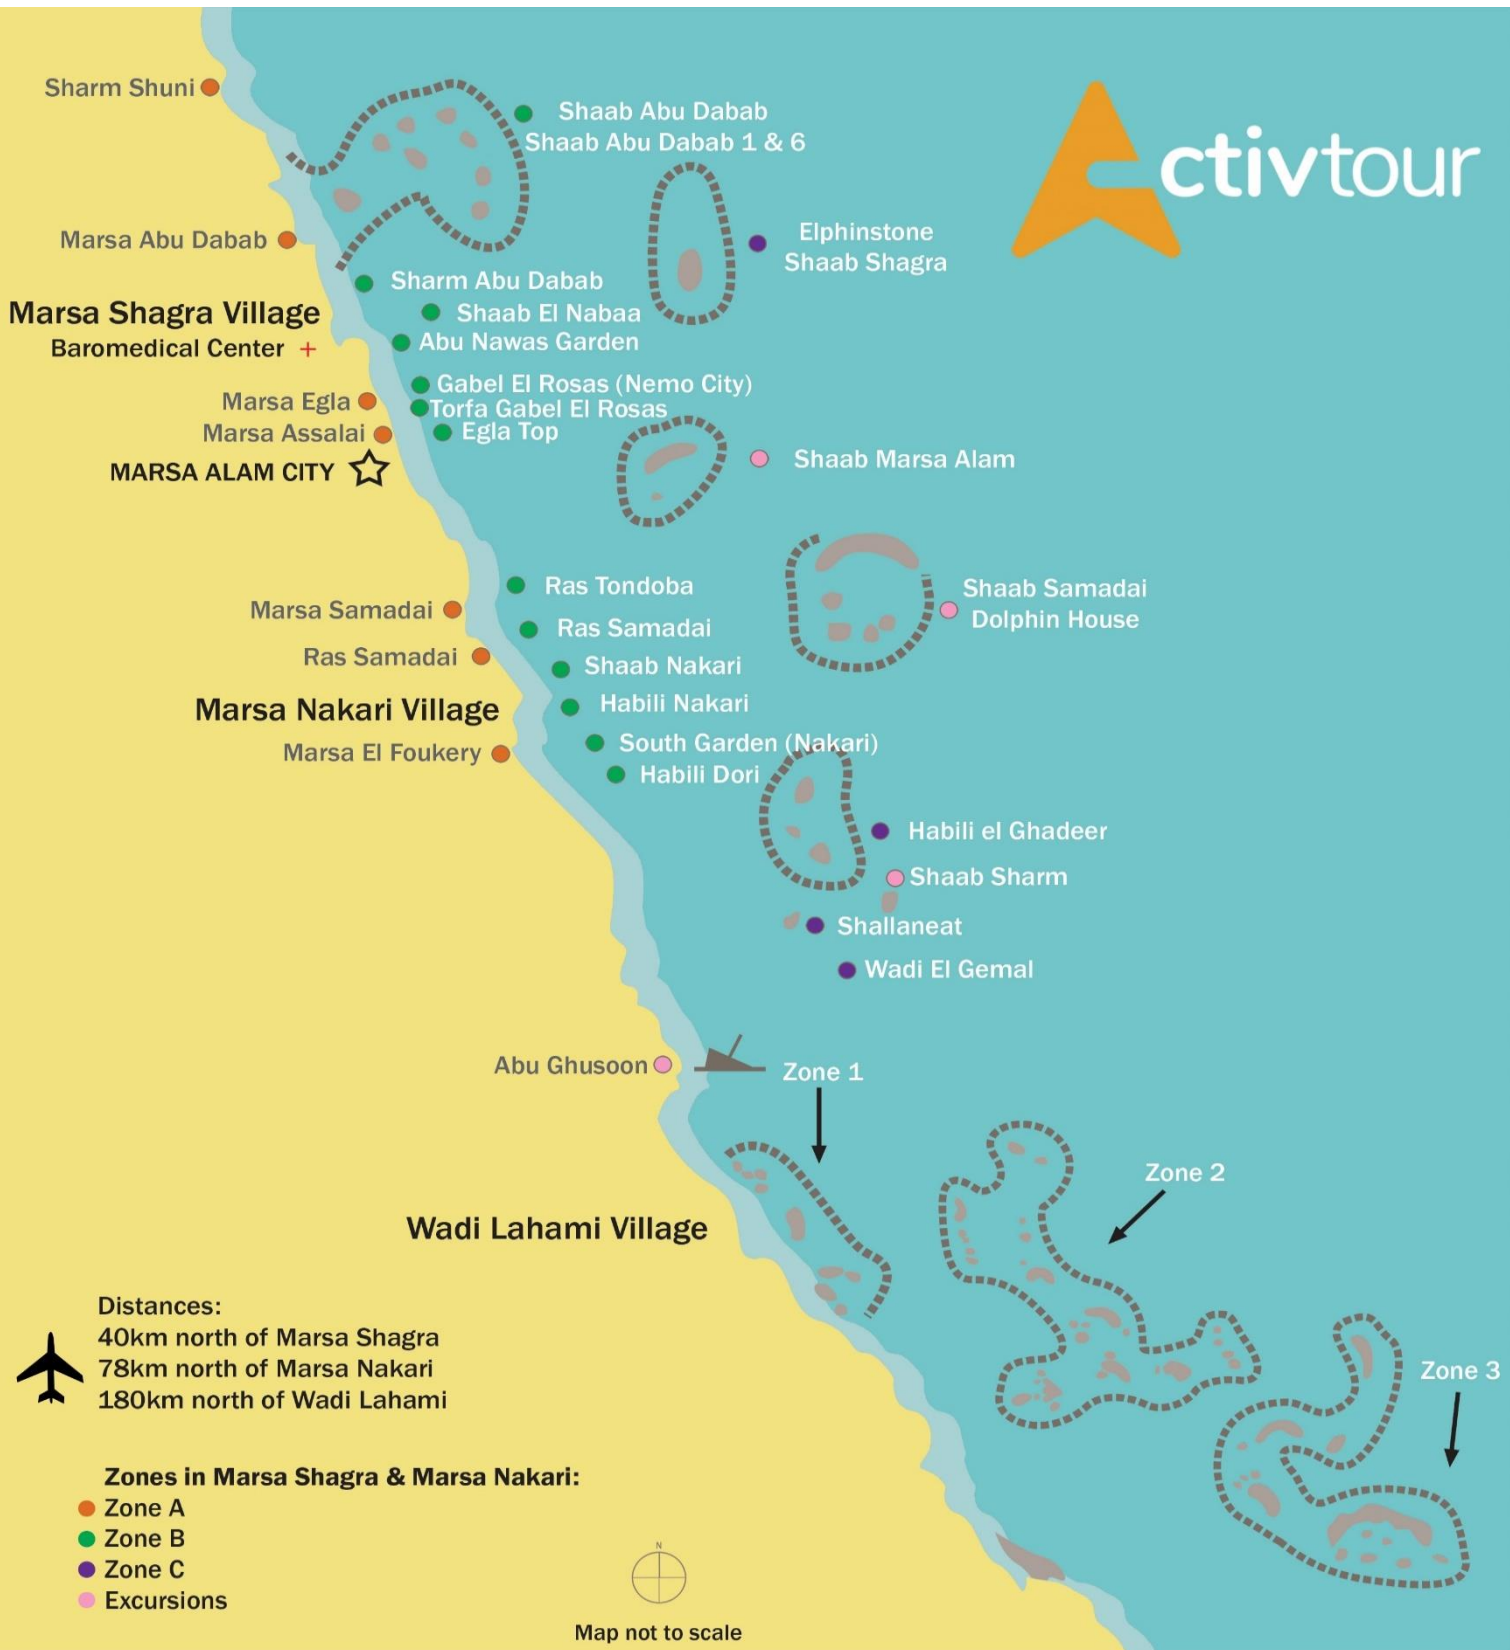 Sharm Shuni
Shaab Abu Dabab
Shaab Abu Dabab 1 & 6
ctivtour
Marsa Abu Dabab
Elphinstone
Shaab Shagra
Sharm Abu Dabab
Marsa Shagra Village
Shaab El Nabaa
Baromedical Center +
Abu Nawas Garden
Gabel El Rosas (Nemo City)
Marsa Egla
Torfa Gabel El Rosas
Marsa Assalai
Egla Top
MARSA ALAM CITY
Shaab Marsa Alam
Ras Tondoba
Shaab Samadai
Dolphin House
Marsa Samadai
Ras Samadai
Ras Samadai
Shaab Nakari
Marsa Nakari Village
Habili Nakari
South Garden (Nakari)
Marsa El Foukery
Habili Dori
Habili el Ghadeer
Shaab Sharm
Shallaneat
Wadi El Gemal
Abu Ghusoon
Zone 1
Zone 2
Wadi Lahami Village
Zone 3
Distances:
40km north of Marsa Shagra
78km north of Marsa Nakari
180km north of Wadi Lahami
Zones in Marsa Shagra & Marsa Nakari:
Zone A
Zone B
Zone C
Excursions
N
Map not to scale